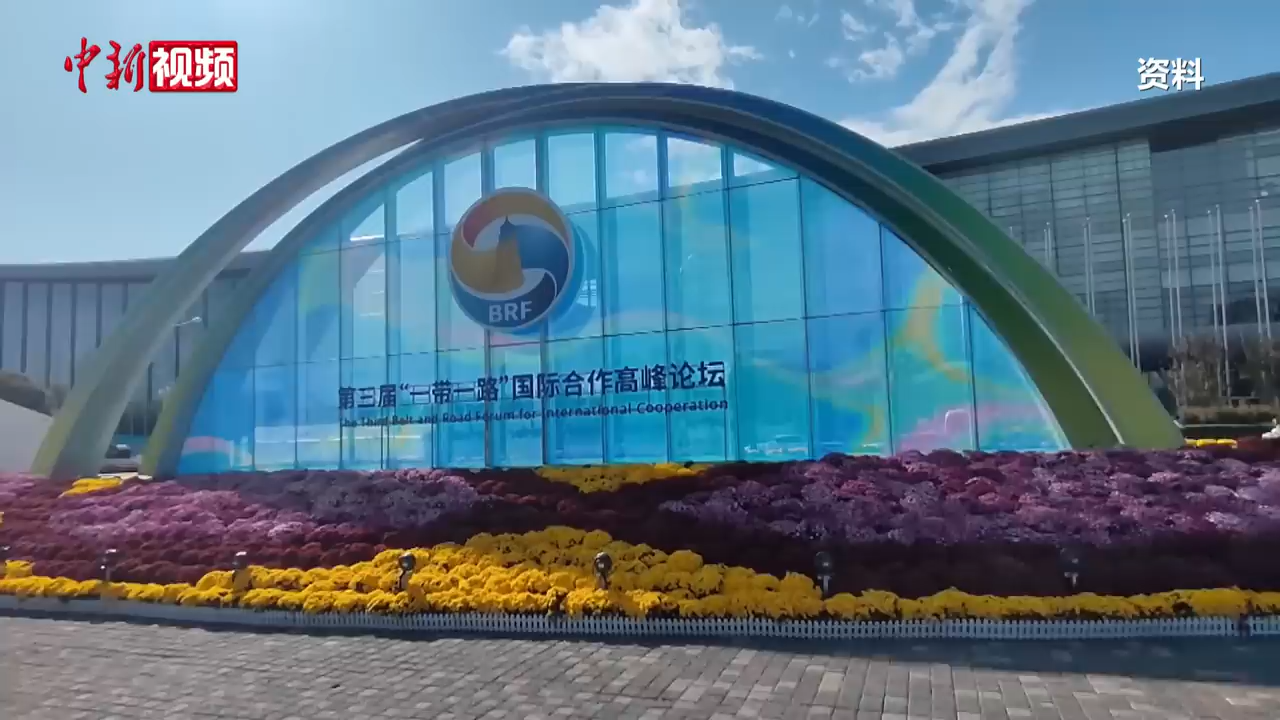 中新视频
资料
BRF
第三届“一带一路”国际合作高峰论坛
The Third Belt and Road Forum for International Cooperation